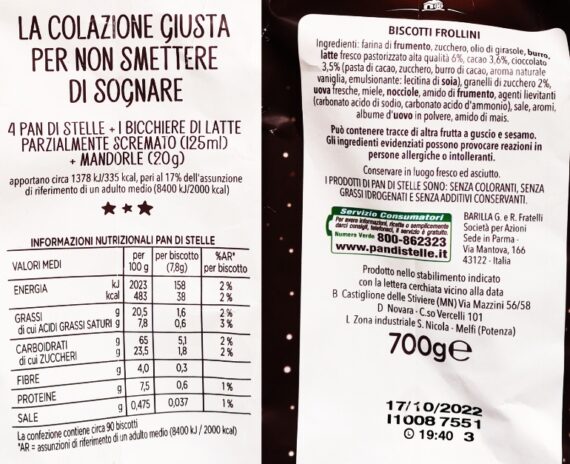 LA COLAZIONE GIUSTA
PER NON SMETTERE
DI SOGNARE
4 PAN DI STELLE + 1 BICCHIERE DI LATTE
PARZIALMENTE SCREMATO (125ml)
+ MANDORLE (20g)
apportano circa 1378 kJ/335 kcal, pari al 17% dell'assunzione
di riferimento di un adulto medio (8400 kJ/2000 kcal)
INFORMAZIONI NUTRIZIONALI PAN DI STELLE
VALORI MEDI per 100 g per biscotto (7,8g) %AR* per biscotto
ENERGIA kJ 2023 158 2%
kcal 483 38 2%
GRASSI g 20,5 1,6 2%
di cui ACIDI GRASSI SATURI g 7,8 0,6 3%
CARBOIDRATI g 65 5,1 2%
di cui ZUCCHERI g 23,5 1,8 2%
FIBRE g 4,0 0,3
PROTEINE g 7,5 0,6 1%
SALE g 0,475 0,037 1%
La confezione contiene circa 90 biscotti
*AR = assunzioni di riferimento di un adulto medio (8400 kJ / 2000 kcal)
BISCOTTI FROLLINI
Ingredienti: farina di frumento, zucchero, olio di girasole, burro,
latte fresco pastorizzato alta qualità 6%, cacao 3,6%, cioccolato
3,5% (pasta di cacao, zucchero, burro di cacao, aroma naturale
vaniglia, emulsionante: lecitina di soia), granelli di zucchero 2%,
uova fresche, miele, nocciole, amido di frumento, agenti lievitanti
(carbonato acido di sodio, carbonato acido d'ammonio), sale, aromi,
albume d'uovo in polvere, amido di mais.
Può contenere tracce di altra frutta a guscio e sesamo.
Gli ingredienti evidenziati possono provocare reazioni in
persone allergiche o intolleranti.
Conservare in luogo fresco ed asciutto.
I PRODOTTI DI PAN DI STELLE SONO: SENZA COLORANTI, SENZA
GRASSI IDROGENATI E SENZA ADDITIVI CONSERVANTI.
Servizio Consumatori
Per avere informazioni, ricette o semplicemente
darci consigli, telefonaci, il servizio è gratuito.
Numero Verde 800-862323
www.pandistelle.it
BARILLA G. e R. Fratelli
Società per Azioni
Sede in Parma -
Via Mantova, 166
43122 - Italia
Prodotto nello stabilimento indicato
con la lettera cerchiata vicino alla data
B Castiglione delle Stiviere (MN) Via Mazzini 56/58
D Novara - C.so Vercelli 101
L Zona industriale S. Nicola - Melfi (Potenza)
700g e
17/10/2022
I1008 7551
19:40 3